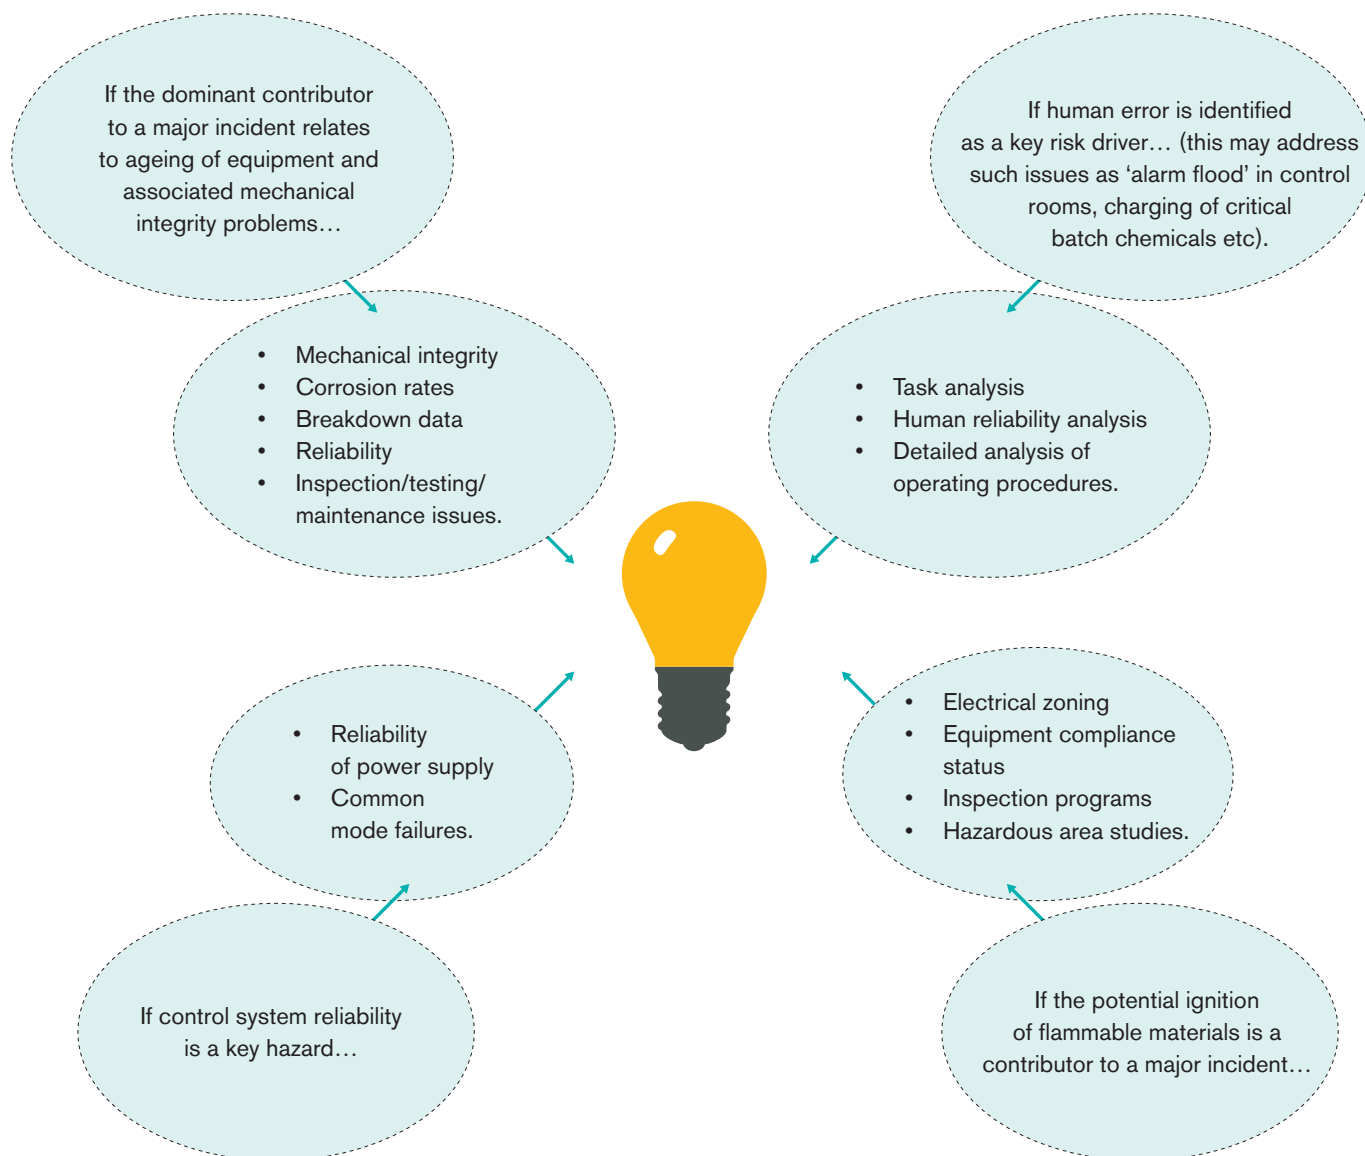 If the dominant contributor
to a major incident relates
to ageing of equipment and
associated mechanical
integrity problems…
• Mechanical integrity
• Corrosion rates
• Breakdown data
• Reliability
• Inspection/testing/
maintenance issues.
If human error is identified
as a key risk driver… (this may address
such issues as ‘alarm flood’ in control
rooms, charging of critical
batch chemicals etc).
• Task analysis
• Human reliability analysis
• Detailed analysis of
operating procedures.
• Reliability
of power supply
• Common
mode failures.
If control system reliability
is a key hazard…
• Electrical zoning
• Equipment compliance
status
• Inspection programs
• Hazardous area studies.
If the potential ignition
of flammable materials is a
contributor to a major incident…